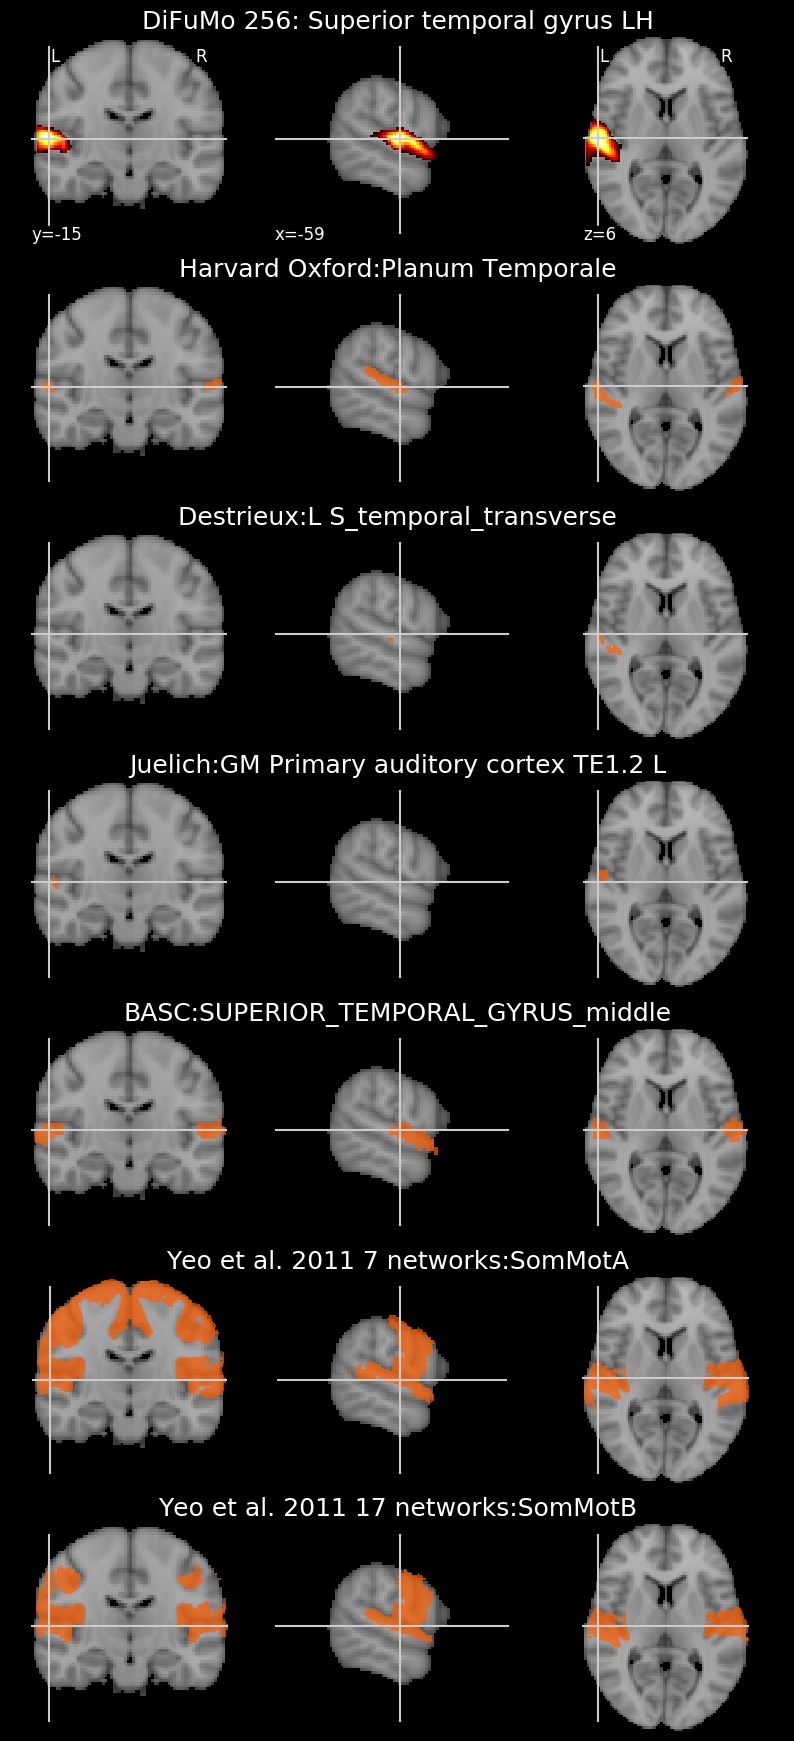 DiFuMo 256: Superior temporal gyrus LH
L R L R
y=-15 x=-59 z=6
Harvard Oxford:Planum Temporale
Destrieux:L S_temporal_transverse
Juelich:GM Primary auditory cortex TE1.2 L
BASC:SUPERIOR_TEMPORAL_GYRUS_middle
Yeo et al. 2011 7 networks:SomMotA
Yeo et al. 2011 17 networks:SomMotB